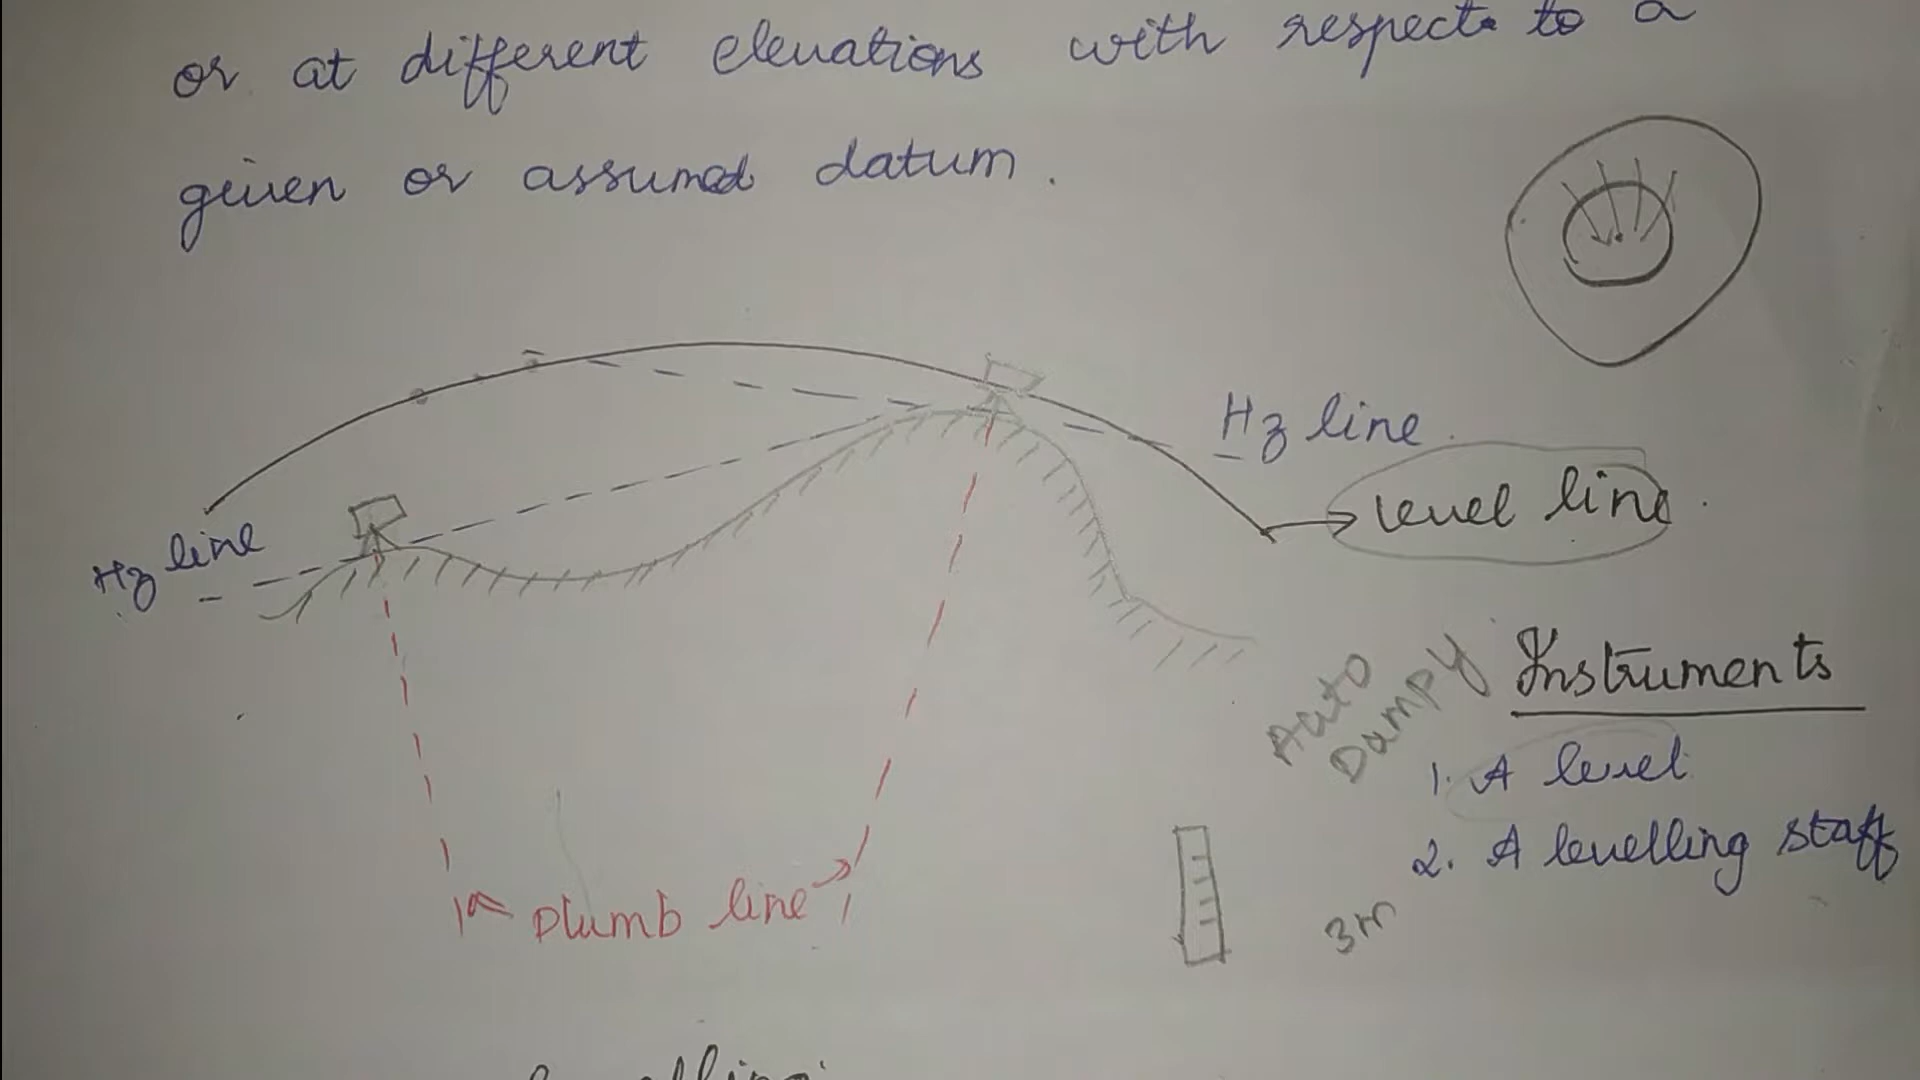 or at different elevations with respect to a
given or assumed datum.
Hz line
level line.
Hz line
Auto
Dumpy
Instruments
1. A level
2. A levelling staff
3m
Plumb line